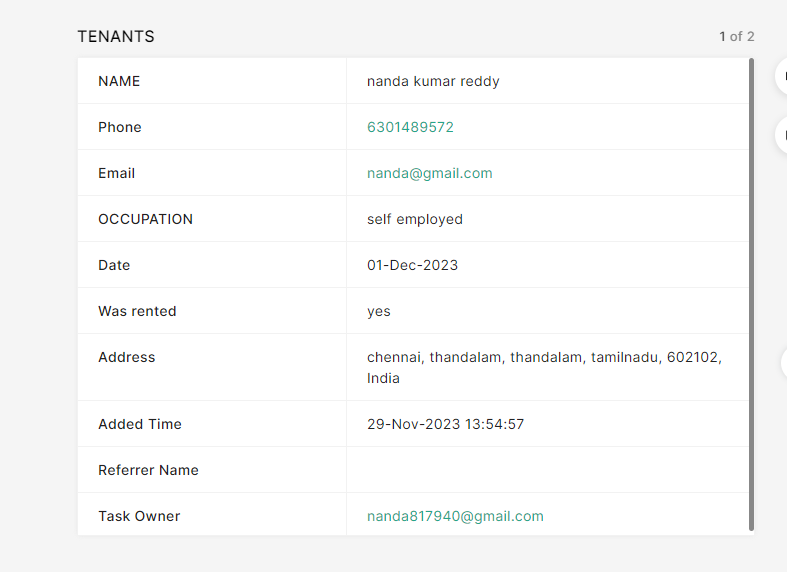 TENANTS 1 of 2
NAME nanda kumar reddy
Phone 6301489572
Email nanda@gmail.com
OCCUPATION self employed
Date 01-Dec-2023
Was rented yes
Address chennai, thandalam, thandalam, tamilnadu, 602102,
India
Added Time 29-Nov-2023 13:54:57
Referrer Name
Task Owner nanda817940@gmail.com